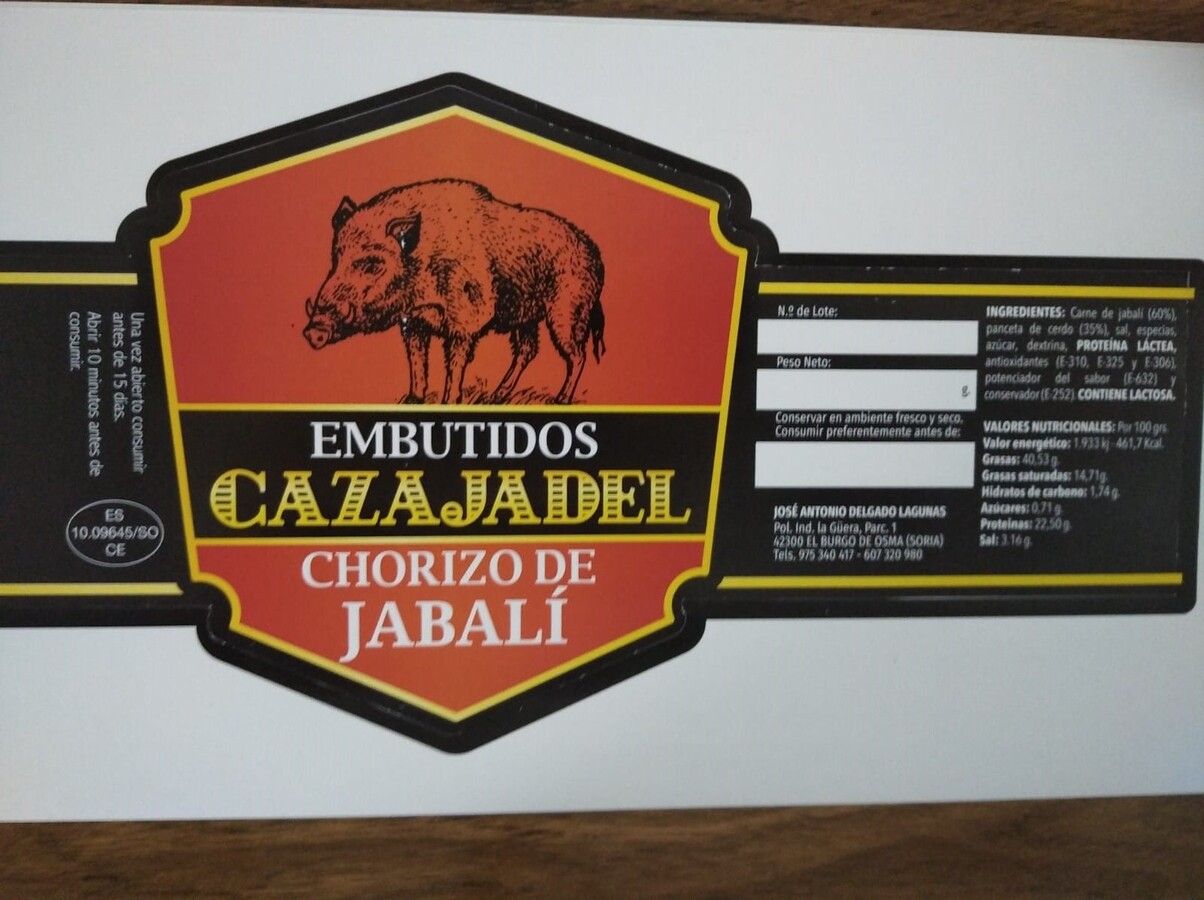 Una vez abierto consumir
antes de 15 días.
Abrir 10 minutos antes de
consumir.
ES
10.09645/SO
CE
EMBUTIDOS
CAZAJADEL
CHORIZO DE
JABALÍ
N.º de Lote:
Peso Neto:
g.
Conservar en ambiente fresco y seco.
Consumir preferentemente antes de:
JOSÉ ANTONIO DELGADO LAGUNAS
Pol. Ind. la Güera, Parc. 1
42300 EL BURGO DE OSMA (SORIA)
Tels. 975 340 417 - 607 320 980
INGREDIENTES: Carne de jabalí (60%),
panceta de cerdo (35%), sal, especias,
azúcar, dextrina, PROTEÍNA LÁCTEA,
antioxidantes (E-310, E-325 y E-306),
potenciador del sabor (E-632) y
conservador (E-252). CONTIENE LACTOSA.
VALORES NUTRICIONALES: Por 100 grs.
Valor energético: 1.933 kj - 461,7 Kcal.
Grasas: 40,53 g.
Grasas saturadas: 14,71g.
Hidratos de carbono: 1,74 g.
Azúcares: 0,71 g.
Proteinas: 22,50 g.
Sal: 3.16 g.